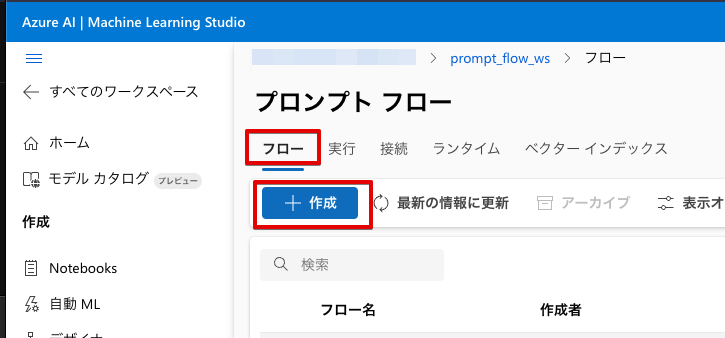 Azure AI | Machine Learning Studio
prompt_flow_ws > フロー
すべてのワークスペース
プロンプト フロー
ホーム
フロー 実行 接続 ランタイム ベクター インデックス
モデル カタログ プレビュー
+ 作成 最新の情報に更新 アーカイブ 表示オ
作成
Notebooks
検索
自動 ML
フロー名 作成者
デザイナ